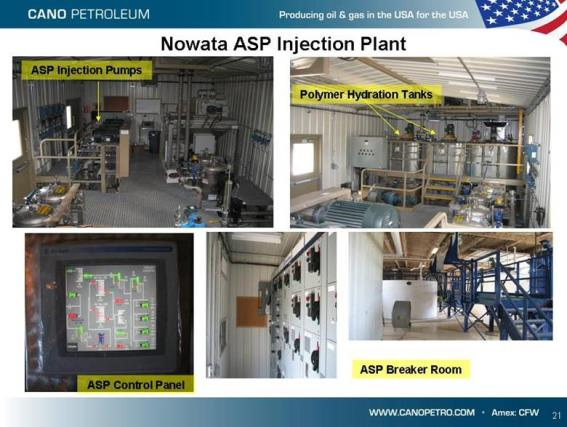 CANO PETROLEUM
Producing oil & gas in the USA for the USA
Nowata ASP Injection Plant
ASP Injection Pumps
Polymer Hydration Tanks
ASP Control Panel
ASP Breaker Room
WWW.CANOPETRO.COM • Amex: CFW
21